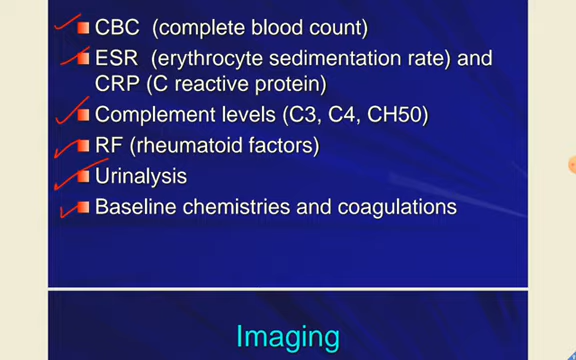 CBC (complete blood count)
ESR (erythrocyte sedimentation rate) and
CRP (C reactive protein)
Complement levels (C3, C4, CH50)
RF (rheumatoid factors)
Urinalysis
Baseline chemistries and coagulations
Imaging